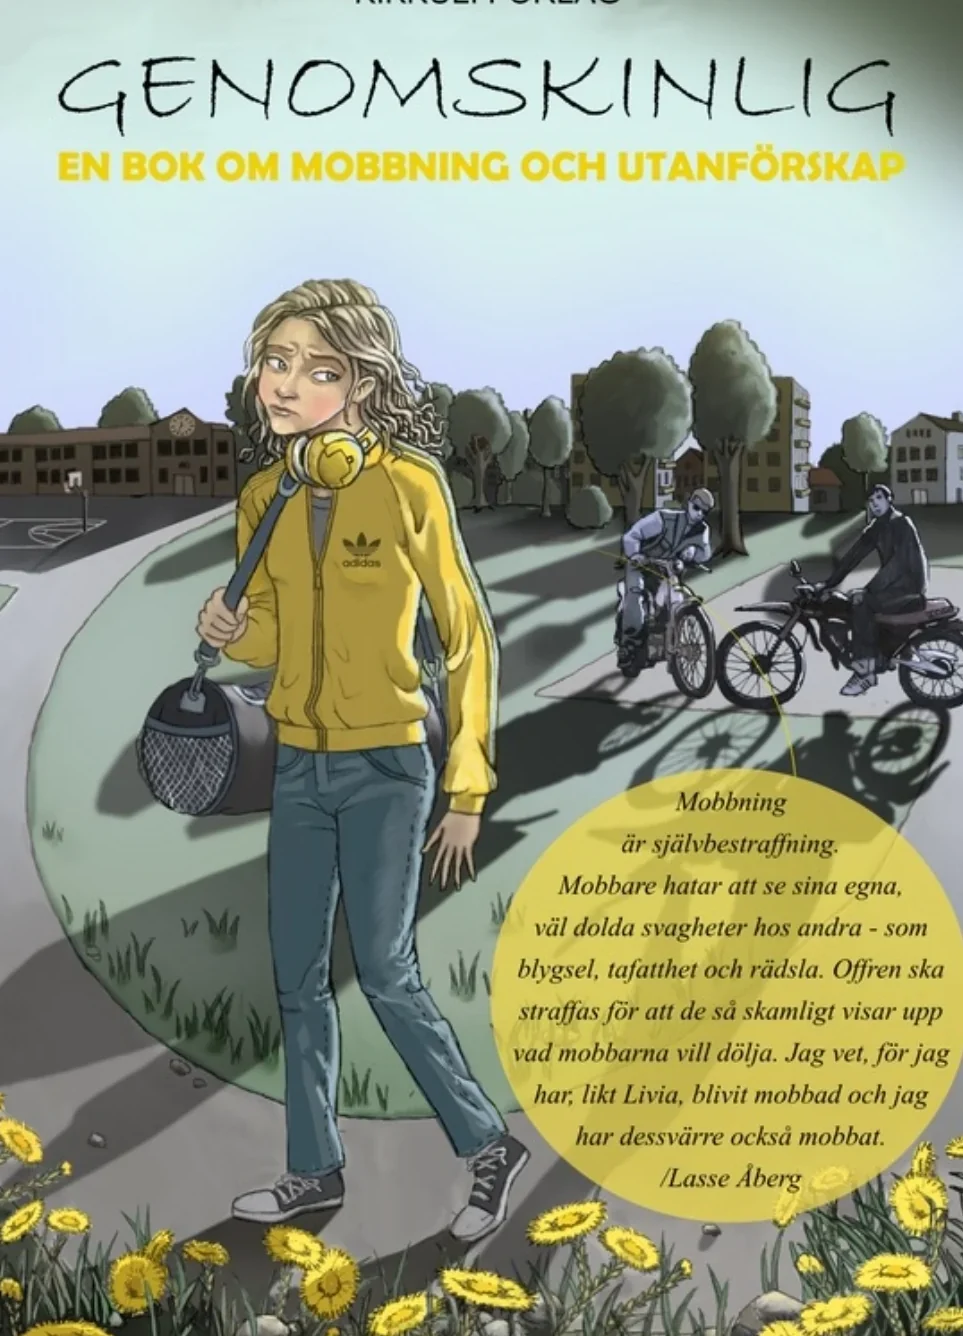 GENOMSKINLIG
EN BOK OM MOBBNING OCH UTANFÖRSKAP
adidas
Mobbning
är självbestraffning.
Mobbare hatar att se sina egna,
väl dolda svagheter hos andra - som
blygsel, tafatthet och rädsla. Offren ska
straffas för att de så skamligt visar upp
vad mobbarna vill dölja. Jag vet, för jag
har, likt Livia, blivit mobbad och jag
har dessvärre också mobbat.
/Lasse Åberg